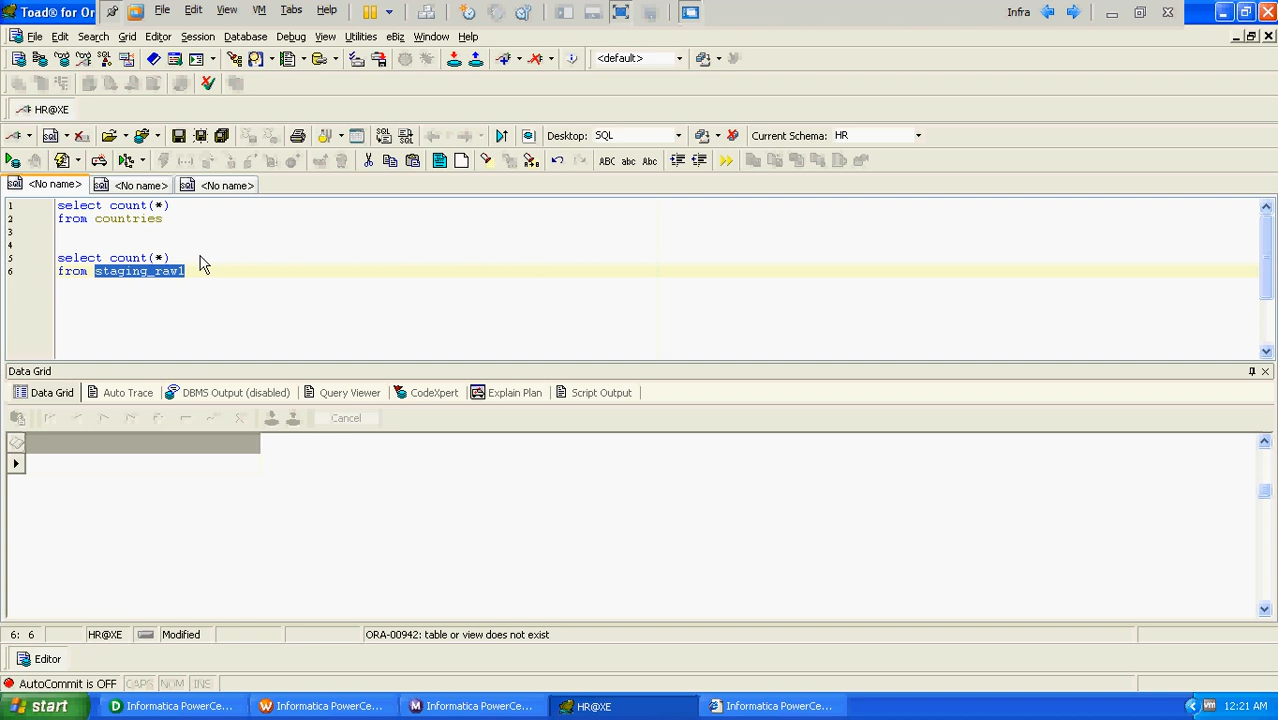 Toad® for Or
File Edit View VM Tabs Help
Infra
File Edit Search Grid Editor Session Database Debug View Utilities eBiz Window Help
SQL
<default>
HR@XE
Desktop: SQL
Current Schema: HR
ABC abc Abc
<No name> <No name> <No name>
1 select count(*)
2 from countries
3
4
5 select count(*)
6 from staging_raw1
Data Grid
Data Grid Auto Trace DBMS Output (disabled) Query Viewer CodeXpert Explain Plan Script Output
Cancel
6: 6 HR@XE Modified ORA-00942: table or view does not exist
Editor
AutoCommit is OFF CAPS NUM INS
start Informatica PowerCe... Informatica PowerCe... Informatica PowerCe... HR@XE Informatica PowerCe... 12:21 AM